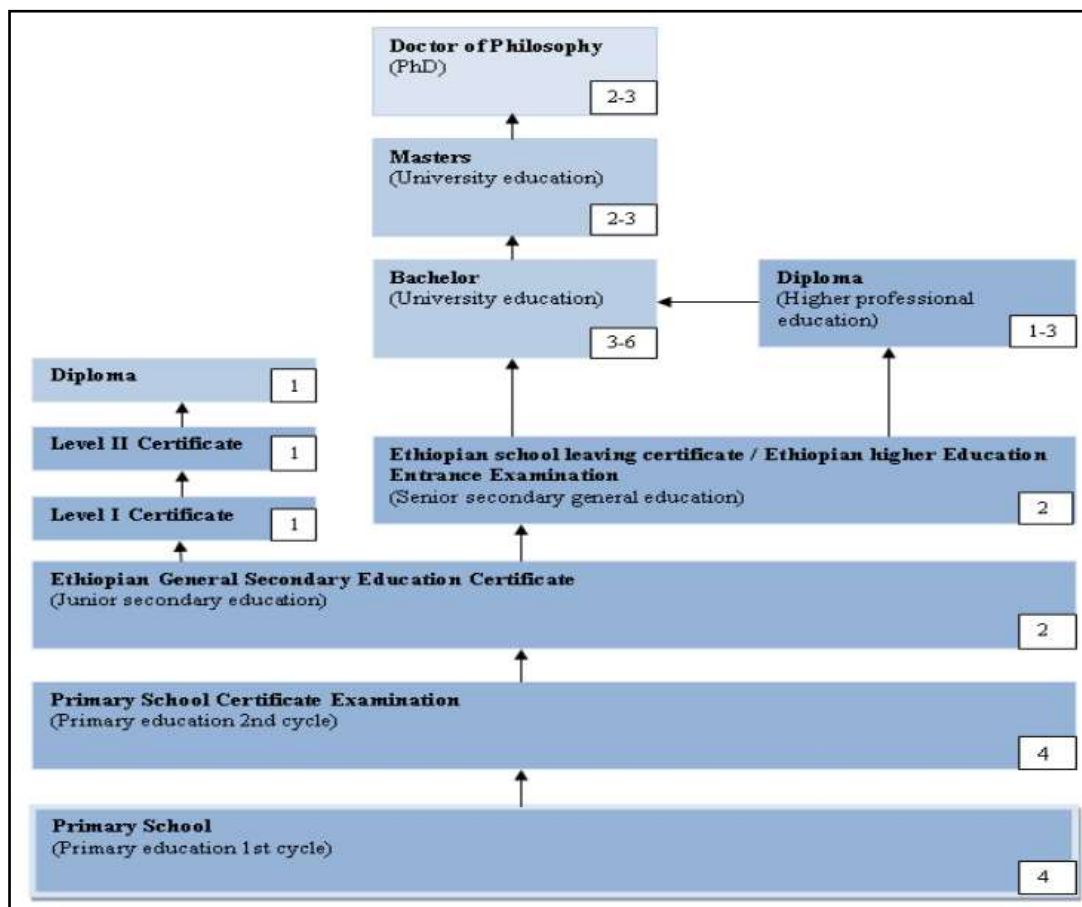 Doctor of Philosophy
(PhD)
2-3
Masters
(University education)
2-3
Bachelor
(University education)
3-6
Diploma
(Higher professional
education)
1-3
Diploma
1
Level II Certificate
1
Level I Certificate
1
Ethiopian school leaving certificate / Ethiopian higher Education
Entrance Examination
(Senior secondary general education)
2
Ethiopian General Secondary Education Certificate
(Junior secondary education)
2
Primary School Certificate Examination
(Primary education 2nd cycle)
4
Primary School
(Primary education 1st cycle)
4